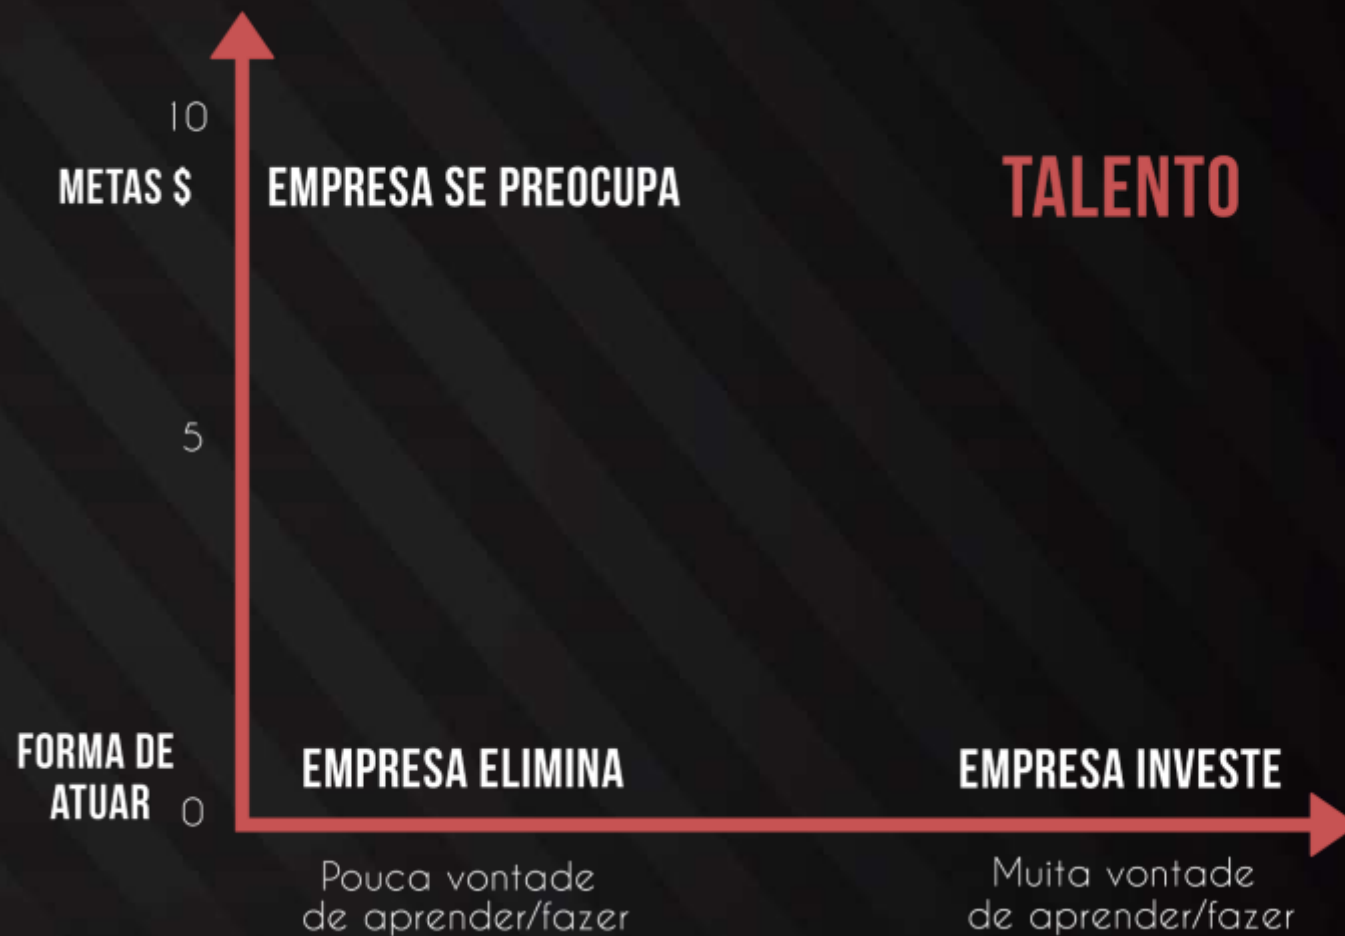 10
METAS $
EMPRESA SE PREOCUPA
TALENTO
5
FORMA DE
ATUAR
0
EMPRESA ELIMINA
EMPRESA INVESTE
Pouca vontade
de aprender/fazer
Muita vontade
de aprender/fazer